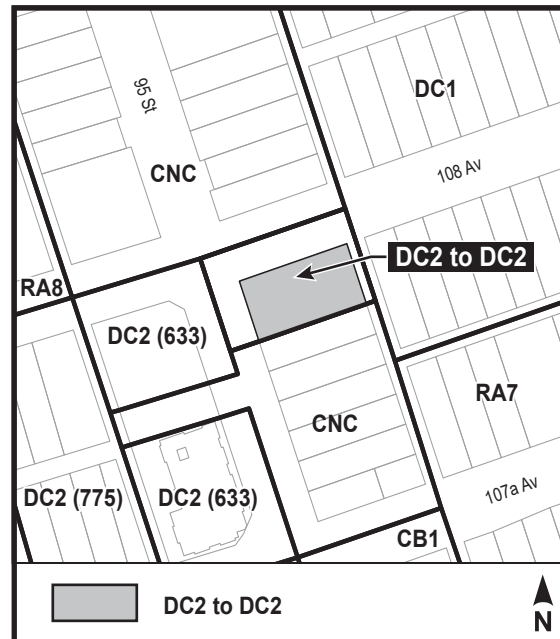 DC1
95 St
CNC
108 Av
DC2 to DC2
RA8
DC2 (633)
RA7
CNC
DC2 (775)
DC2 (633)
107a Av
CB1
DC2 to DC2
N